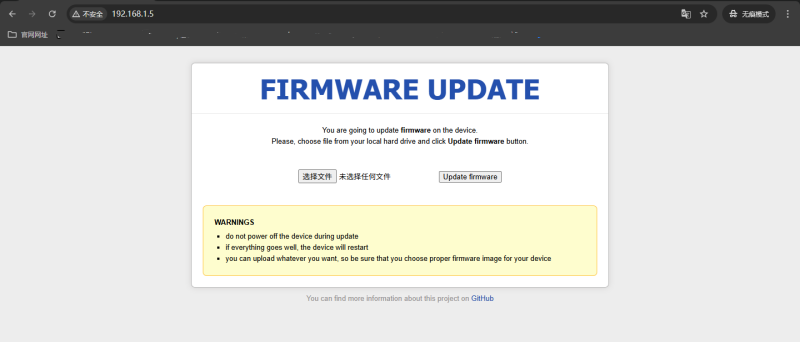 不安全
192.168.1.5
无痕模式
官网网址
FIRMWARE UPDATE
You are going to update firmware on the device.
Please, choose file from your local hard drive and click Update firmware button.
选择文件 未选择任何文件
Update firmware
WARNINGS
do not power off the device during update
if everything goes well, the device will restart
you can upload whatever you want, so be sure that you choose proper firmware image for your device
You can find more information about this project on GitHub